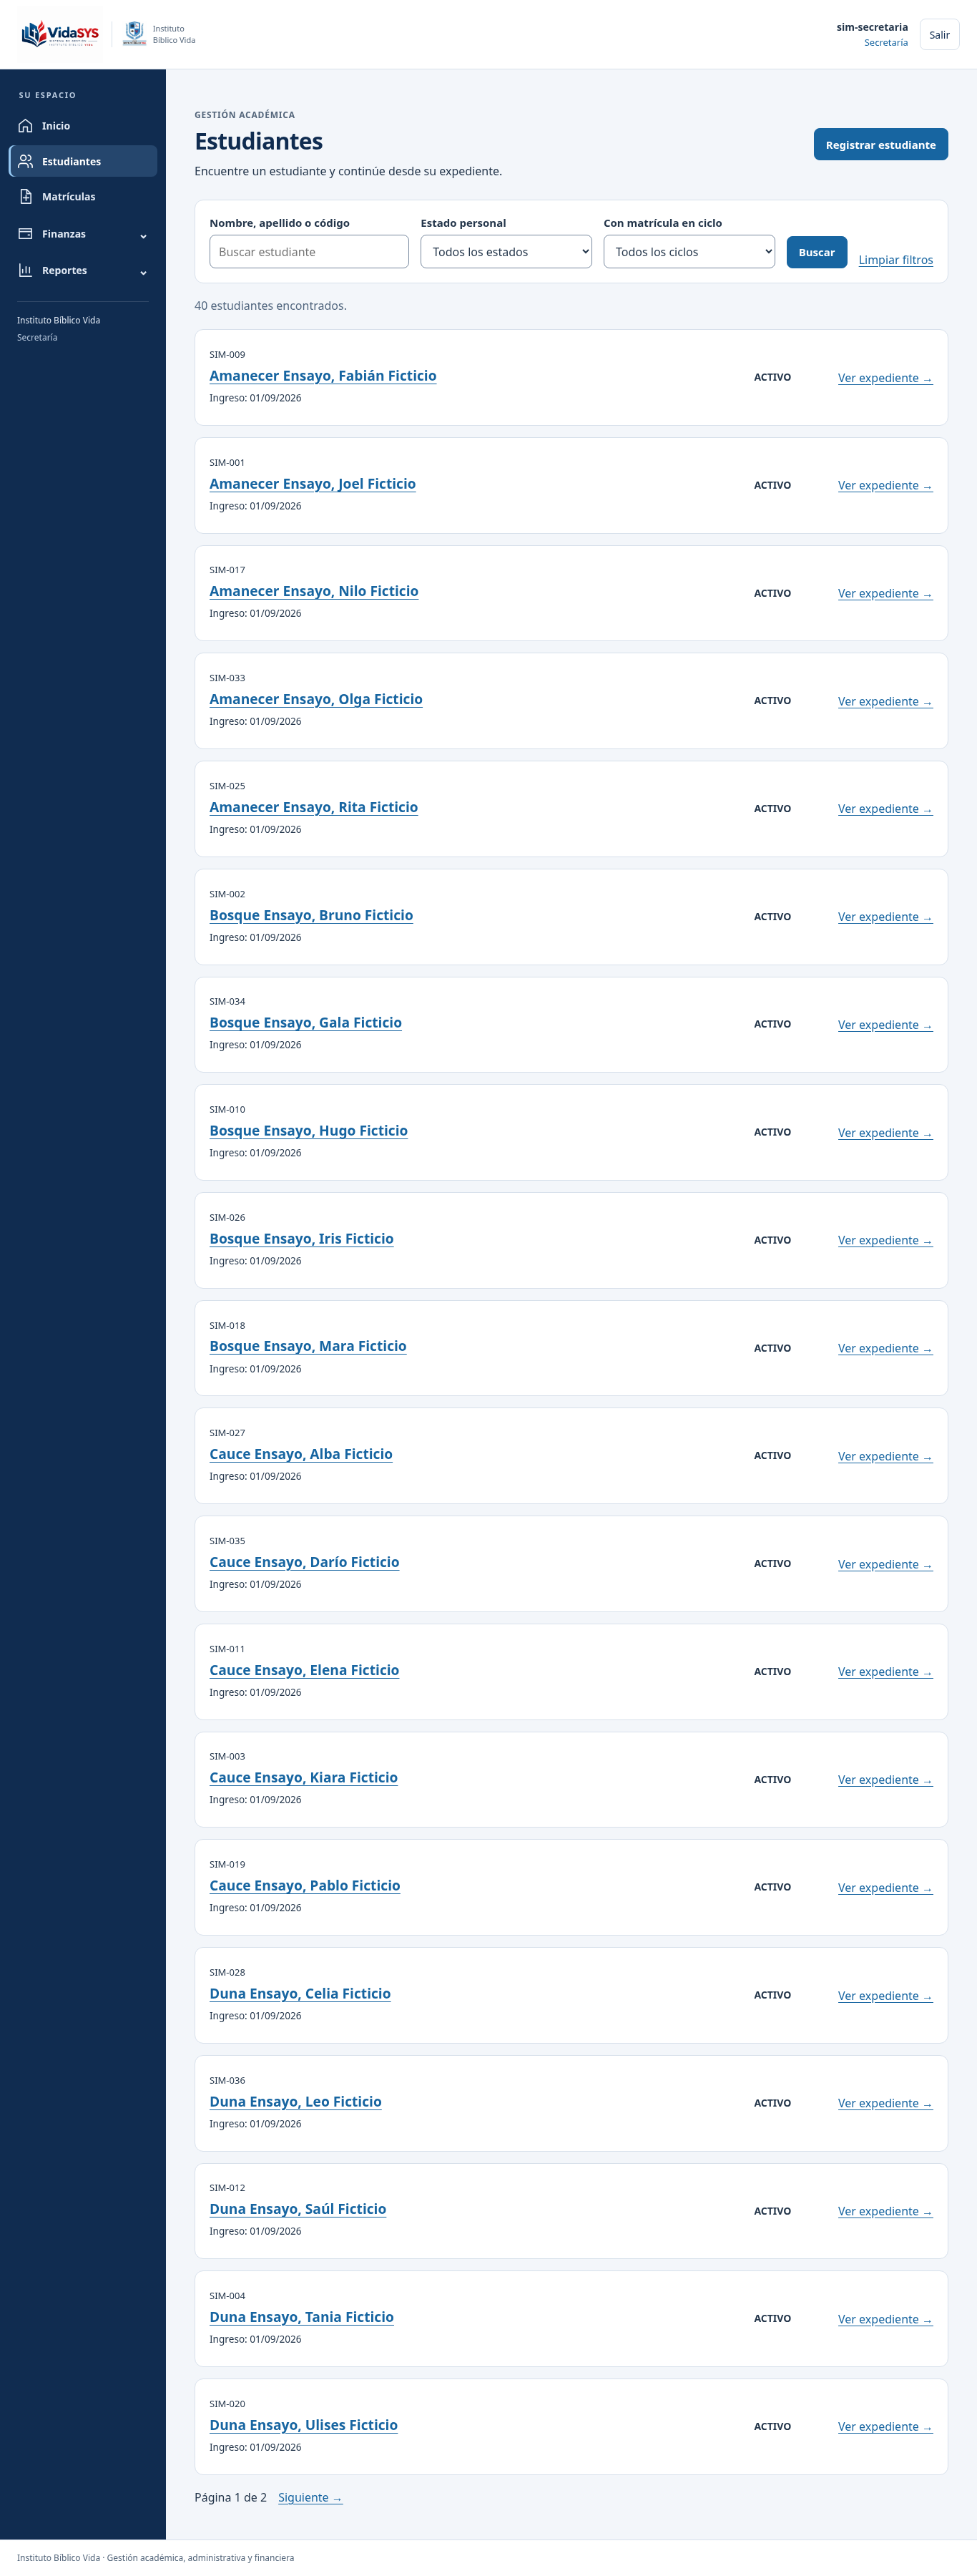 VidaSYS
Instituto
Bíblico Vida
sim-secretaria
Secretaría
Salir
SU ESPACIO
Inicio
Estudiantes
Matrículas
Finanzas
Reportes
Instituto Bíblico Vida
Secretaría
GESTIÓN ACADÉMICA
Estudiantes
Encuentre un estudiante y continúe desde su expediente.
Registrar estudiante
Nombre, apellido o código
Buscar estudiante
Estado personal
Todos los estados
Con matrícula en ciclo
Todos los ciclos
Buscar
Limpiar filtros
40 estudiantes encontrados.
SIM-009
Amanecer Ensayo, Fabián Ficticio
Ingreso: 01/09/2026
ACTIVO
Ver expediente →
SIM-001
Amanecer Ensayo, Joel Ficticio
Ingreso: 01/09/2026
ACTIVO
Ver expediente →
SIM-017
Amanecer Ensayo, Nilo Ficticio
Ingreso: 01/09/2026
ACTIVO
Ver expediente →
SIM-033
Amanecer Ensayo, Olga Ficticio
Ingreso: 01/09/2026
ACTIVO
Ver expediente →
SIM-025
Amanecer Ensayo, Rita Ficticio
Ingreso: 01/09/2026
ACTIVO
Ver expediente →
SIM-002
Bosque Ensayo, Bruno Ficticio
Ingreso: 01/09/2026
ACTIVO
Ver expediente →
SIM-034
Bosque Ensayo, Gala Ficticio
Ingreso: 01/09/2026
ACTIVO
Ver expediente →
SIM-010
Bosque Ensayo, Hugo Ficticio
Ingreso: 01/09/2026
ACTIVO
Ver expediente →
SIM-026
Bosque Ensayo, Iris Ficticio
Ingreso: 01/09/2026
ACTIVO
Ver expediente →
SIM-018
Bosque Ensayo, Mara Ficticio
Ingreso: 01/09/2026
ACTIVO
Ver expediente →
SIM-027
Cauce Ensayo, Alba Ficticio
Ingreso: 01/09/2026
ACTIVO
Ver expediente →
SIM-035
Cauce Ensayo, Darío Ficticio
Ingreso: 01/09/2026
ACTIVO
Ver expediente →
SIM-011
Cauce Ensayo, Elena Ficticio
Ingreso: 01/09/2026
ACTIVO
Ver expediente →
SIM-003
Cauce Ensayo, Kiara Ficticio
Ingreso: 01/09/2026
ACTIVO
Ver expediente →
SIM-019
Cauce Ensayo, Pablo Ficticio
Ingreso: 01/09/2026
ACTIVO
Ver expediente →
SIM-028
Duna Ensayo, Celia Ficticio
Ingreso: 01/09/2026
ACTIVO
Ver expediente →
SIM-036
Duna Ensayo, Leo Ficticio
Ingreso: 01/09/2026
ACTIVO
Ver expediente →
SIM-012
Duna Ensayo, Saúl Ficticio
Ingreso: 01/09/2026
ACTIVO
Ver expediente →
SIM-004
Duna Ensayo, Tania Ficticio
Ingreso: 01/09/2026
ACTIVO
Ver expediente →
SIM-020
Duna Ensayo, Ulises Ficticio
Ingreso: 01/09/2026
ACTIVO
Ver expediente →
Página 1 de 2 Siguiente →
Instituto Bíblico Vida · Gestión académica, administrativa y financiera